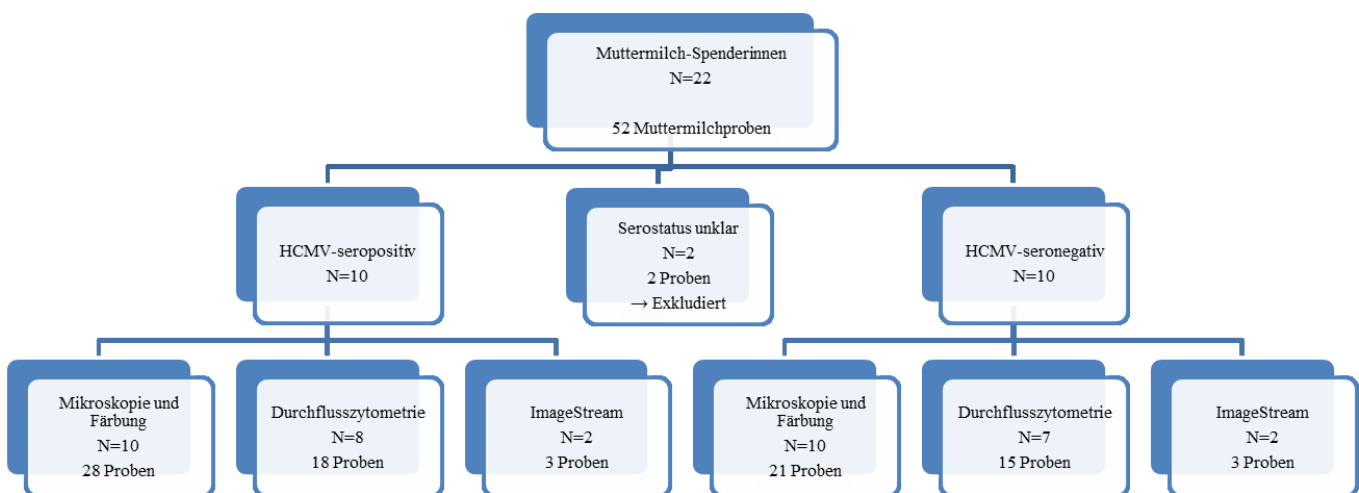 Muttermilch-Spenderinnen
N=22
52 Muttermilchproben
HCMV-seropositiv
N=10
Serostatus unklar
N=2
2 Proben
→ Exkludiert
HCMV-seronegativ
N=10
Mikroskopie und
Färbung
N=10
28 Proben
Durchflusszytometrie
N=8
18 Proben
ImageStream
N=2
3 Proben
Mikroskopie und
Färbung
N=10
21 Proben
Durchflusszytometrie
N=7
15 Proben
ImageStream
N=2
3 Proben